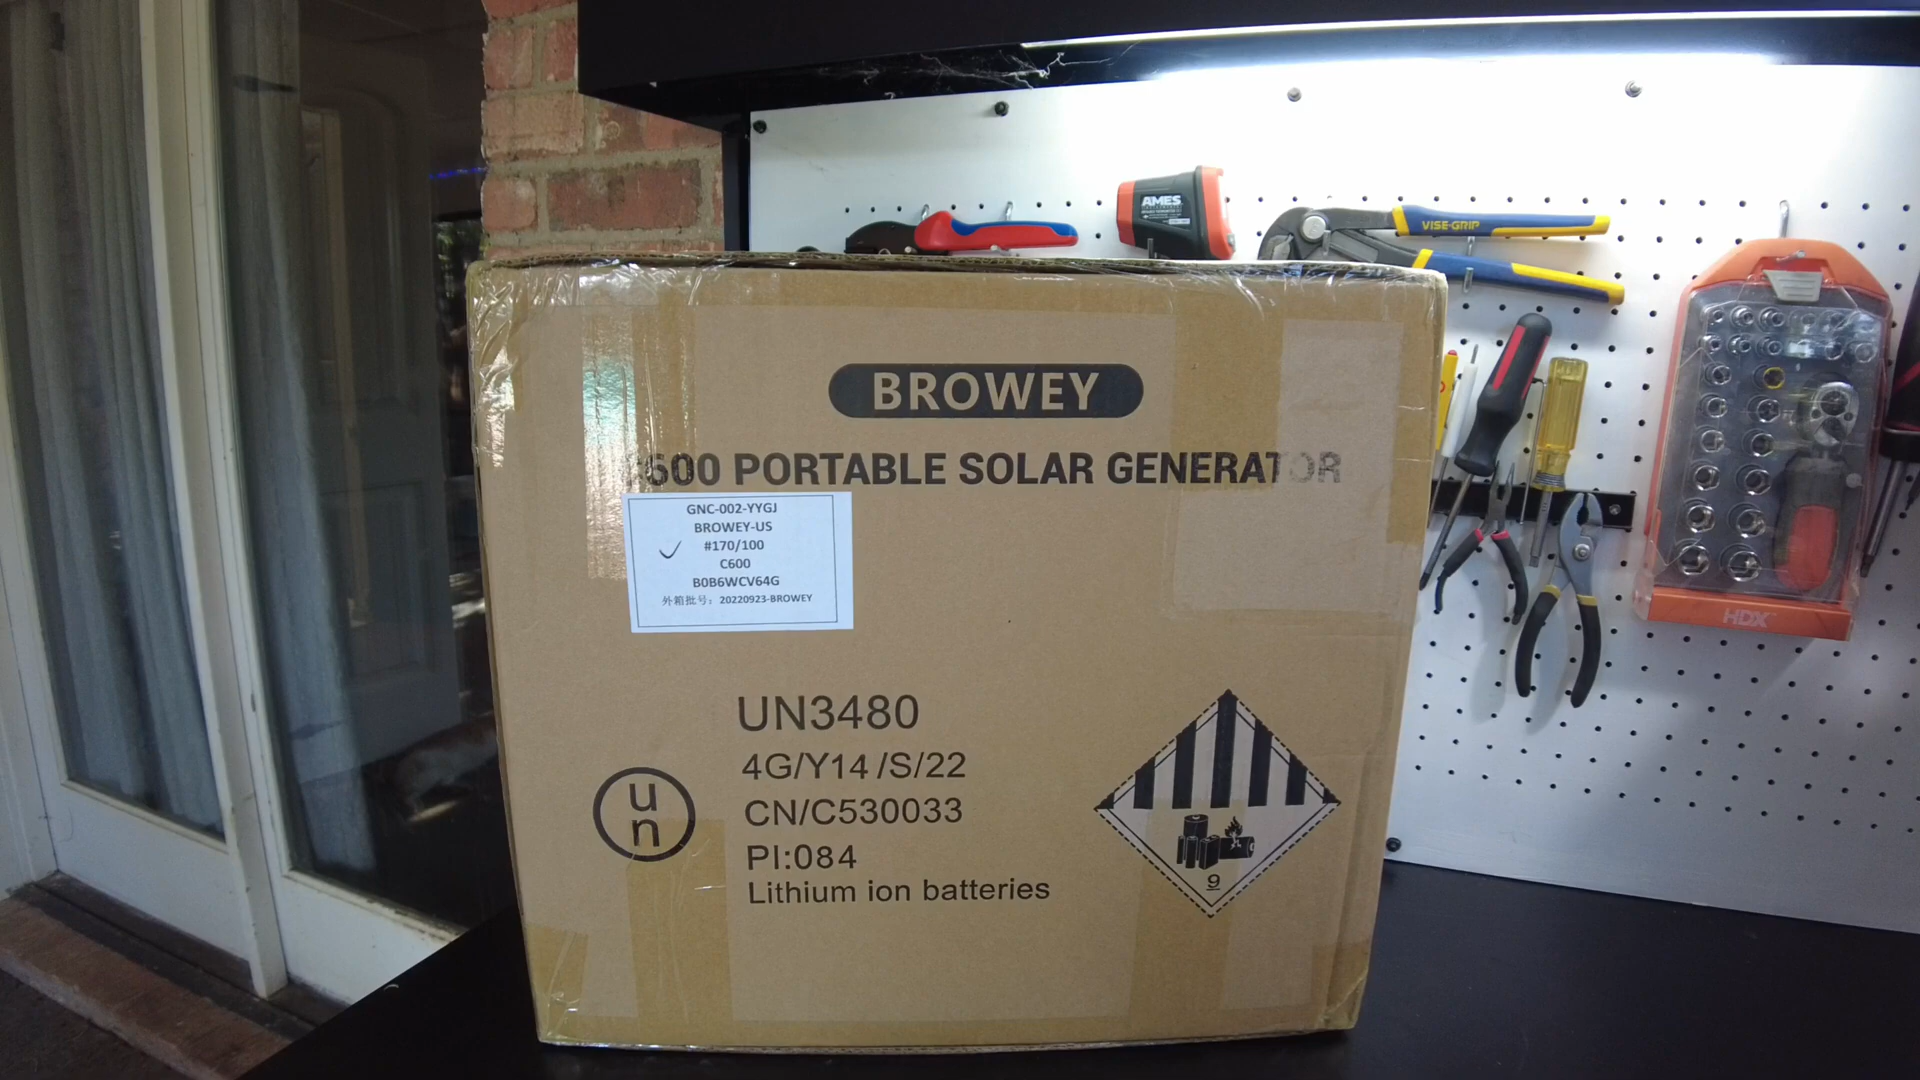 AMES
VISE-GRIP
BROWEY
600 PORTABLE SOLAR GENERATOR
GNC-002-YYGJ
BROWEY-US
#170/100
C600
B0B6WCV64G
外箱批号：20220923-BROWEY
HDX
UN3480
4G/Y14 /S/22
un
CN/C530033
PI:084
Lithium ion batteries
9